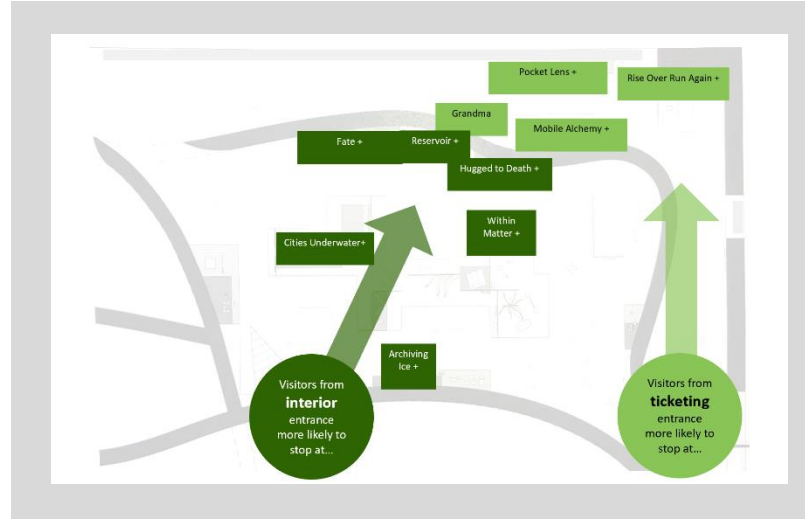 Pocket Lens +
Rise Over Run Again +
Grandma
Mobile Alchemy +
Fate +
Reservoir +
Hugged to Death +
Within
Matter +
Cities Underwater+
Archiving
Ice +
Visitors from
interior
entrance
more likely to
stop at...
Visitors from
ticketing
entrance
more likely to
stop at...